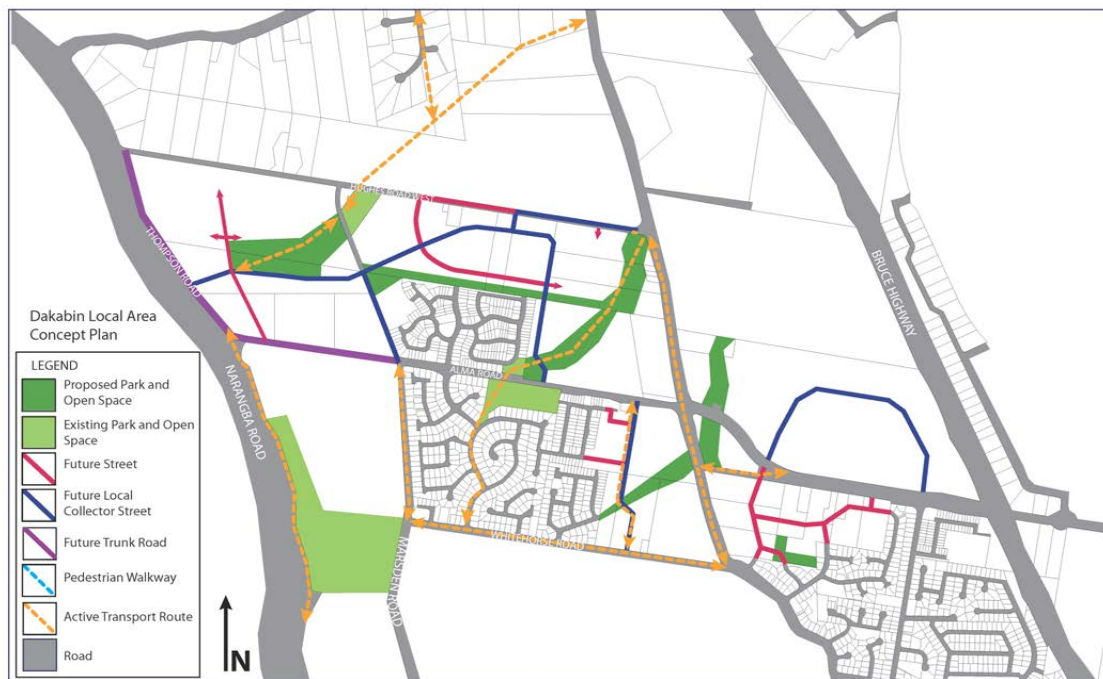 HUGHES ROAD WEST
THOMPSON ROAD
BRUCE HIGHWAY
Dakabin Local Area
Concept Plan
LEGEND
Proposed Park and
Open Space
Existing Park and Open
Space
Future Street
Future Local
Collector Street
Future Trunk Road
Pedestrian Walkway
Active Transport Route
Road
NARANGBA ROAD
ALMA ROAD
WHITEHORSE ROAD
MARSDEN ROAD
N